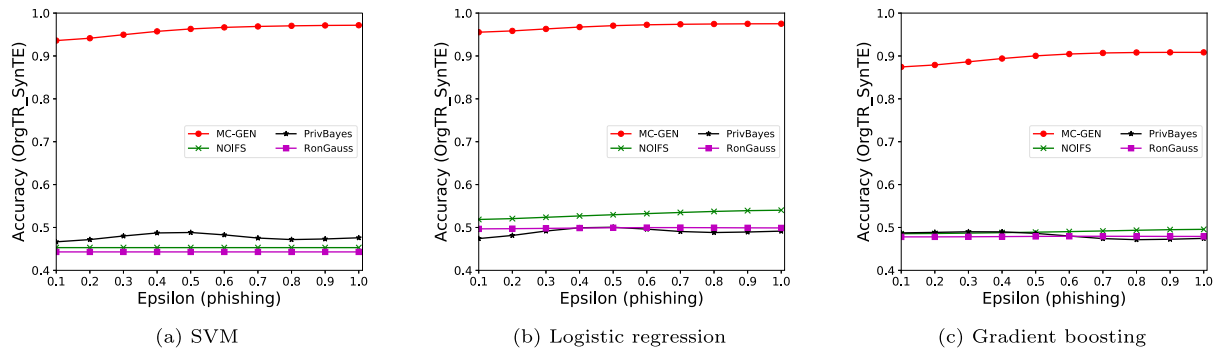 1.0
0.9
0.8
0.7
0.6
0.5
0.4
Accuracy (OrgTR_SynTE)
MC-GEN
NOIFS
PrivBayes
RonGauss
0.1 0.2 0.3 0.4 0.5 0.6 0.7 0.8 0.9 1.0
Epsilon (phishing)
(a) SVM
1.0
0.9
0.8
0.7
0.6
0.5
0.4
Accuracy (OrgTR_SynTE)
MC-GEN
NOIFS
PrivBayes
RonGauss
0.1 0.2 0.3 0.4 0.5 0.6 0.7 0.8 0.9 1.0
Epsilon (phishing)
(b) Logistic regression
1.0
0.9
0.8
0.7
0.6
0.5
0.4
Accuracy (OrgTR_SynTE)
MC-GEN
NOIFS
PrivBayes
RonGauss
0.1 0.2 0.3 0.4 0.5 0.6 0.7 0.8 0.9 1.0
Epsilon (phishing)
(c) Gradient boosting